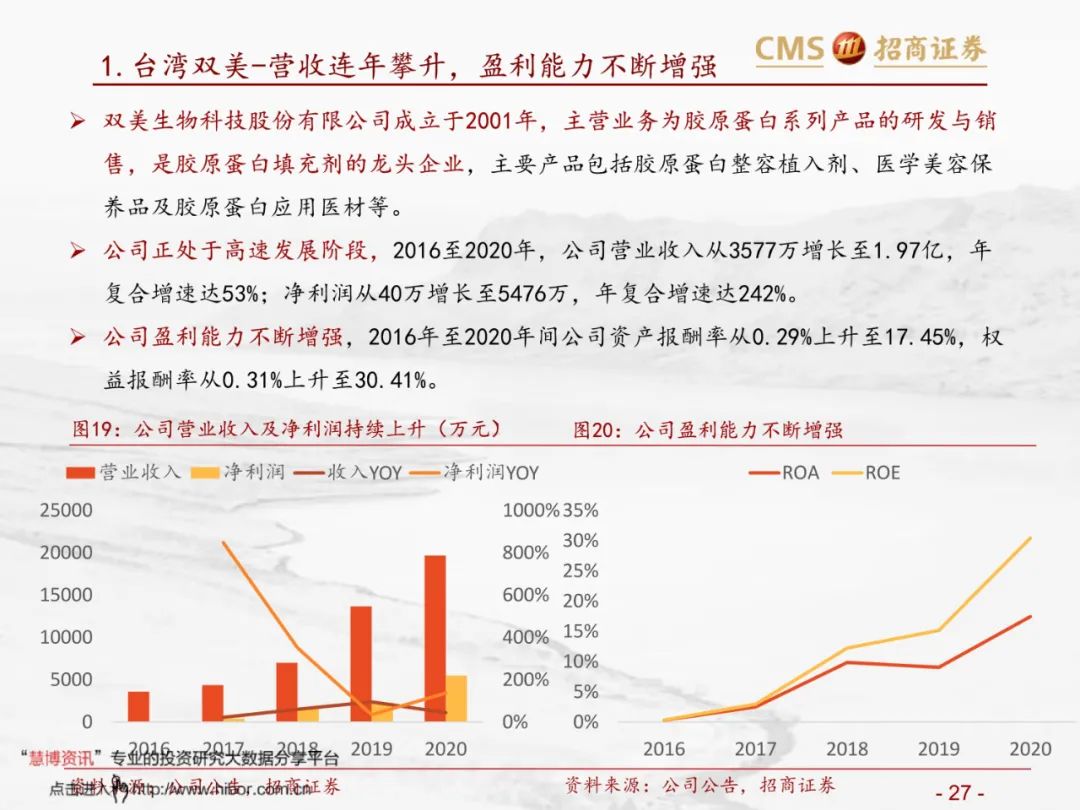 1.台湾双美-营收连年攀升，盈利能力不断增强
CMS 招商证券
➢ 双美生物科技股份有限公司成立于2001年，主营业务为胶原蛋白系列产品的研发与销
售，是胶原蛋白填充剂的龙头企业，主要产品包括胶原蛋白整容植入剂、医学美容保
养品及胶原蛋白应用医材等。
➢ 公司正处于高速发展阶段，2016至2020年，公司营业收入从3577万增长至1.97亿，年
复合增速达53%；净利润从40万增长至5476万，年复合增速达242%。
➢ 公司盈利能力不断增强，2016年至2020年间公司资产报酬率从0.29%上升至17.45%，权
益报酬率从0.31%上升至30.41%。
图19：公司营业收入及净利润持续上升（万元）
营业收入 净利润 收入YOY 净利润YOY
25000
20000
15000
10000
5000
0
1000%
800%
600%
400%
200%
0%
2016 2017 2018 2019 2020
资料来源：公司公告，招商证券
图20：公司盈利能力不断增强
ROA ROE
35%
30%
25%
20%
15%
10%
5%
0%
2016 2017 2018 2019 2020
资料来源：公司公告，招商证券
“慧博资讯”专业的投资研究大数据分享平台
点击进入 http://www.hibor.com.cn
- 27 -